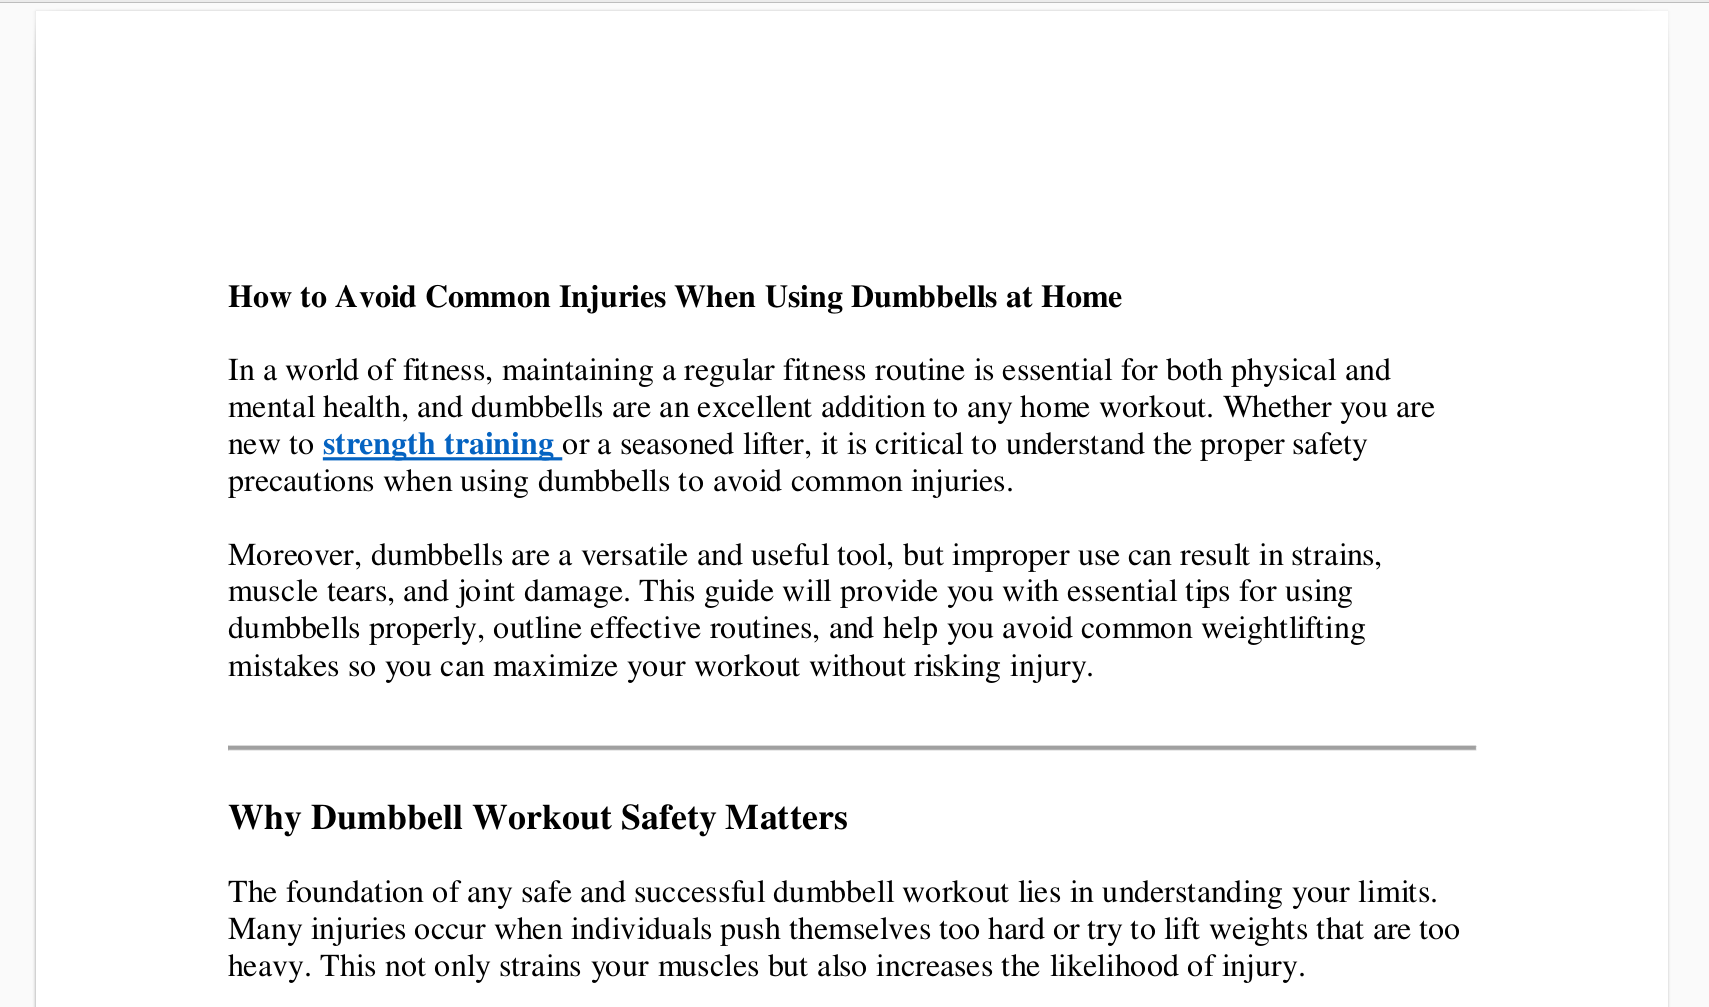 How to Avoid Common Injuries When Using Dumbbells at Home
In a world of fitness, maintaining a regular fitness routine is essential for both physical and
mental health, and dumbbells are an excellent addition to any home workout. Whether you are
new to strength training or a seasoned lifter, it is critical to understand the proper safety
precautions when using dumbbells to avoid common injuries.
Moreover, dumbbells are a versatile and useful tool, but improper use can result in strains,
muscle tears, and joint damage. This guide will provide you with essential tips for using
dumbbells properly, outline effective routines, and help you avoid common weightlifting
mistakes so you can maximize your workout without risking injury.
Why Dumbbell Workout Safety Matters
The foundation of any safe and successful dumbbell workout lies in understanding your limits.
Many injuries occur when individuals push themselves too hard or try to lift weights that are too
heavy. This not only strains your muscles but also increases the likelihood of injury.